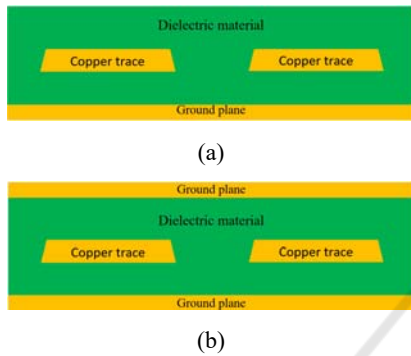 Dielectric material
Copper trace Copper trace
Ground plane
(a)
Ground plane
Dielectric material
Copper trace Copper trace
Ground plane
(b)